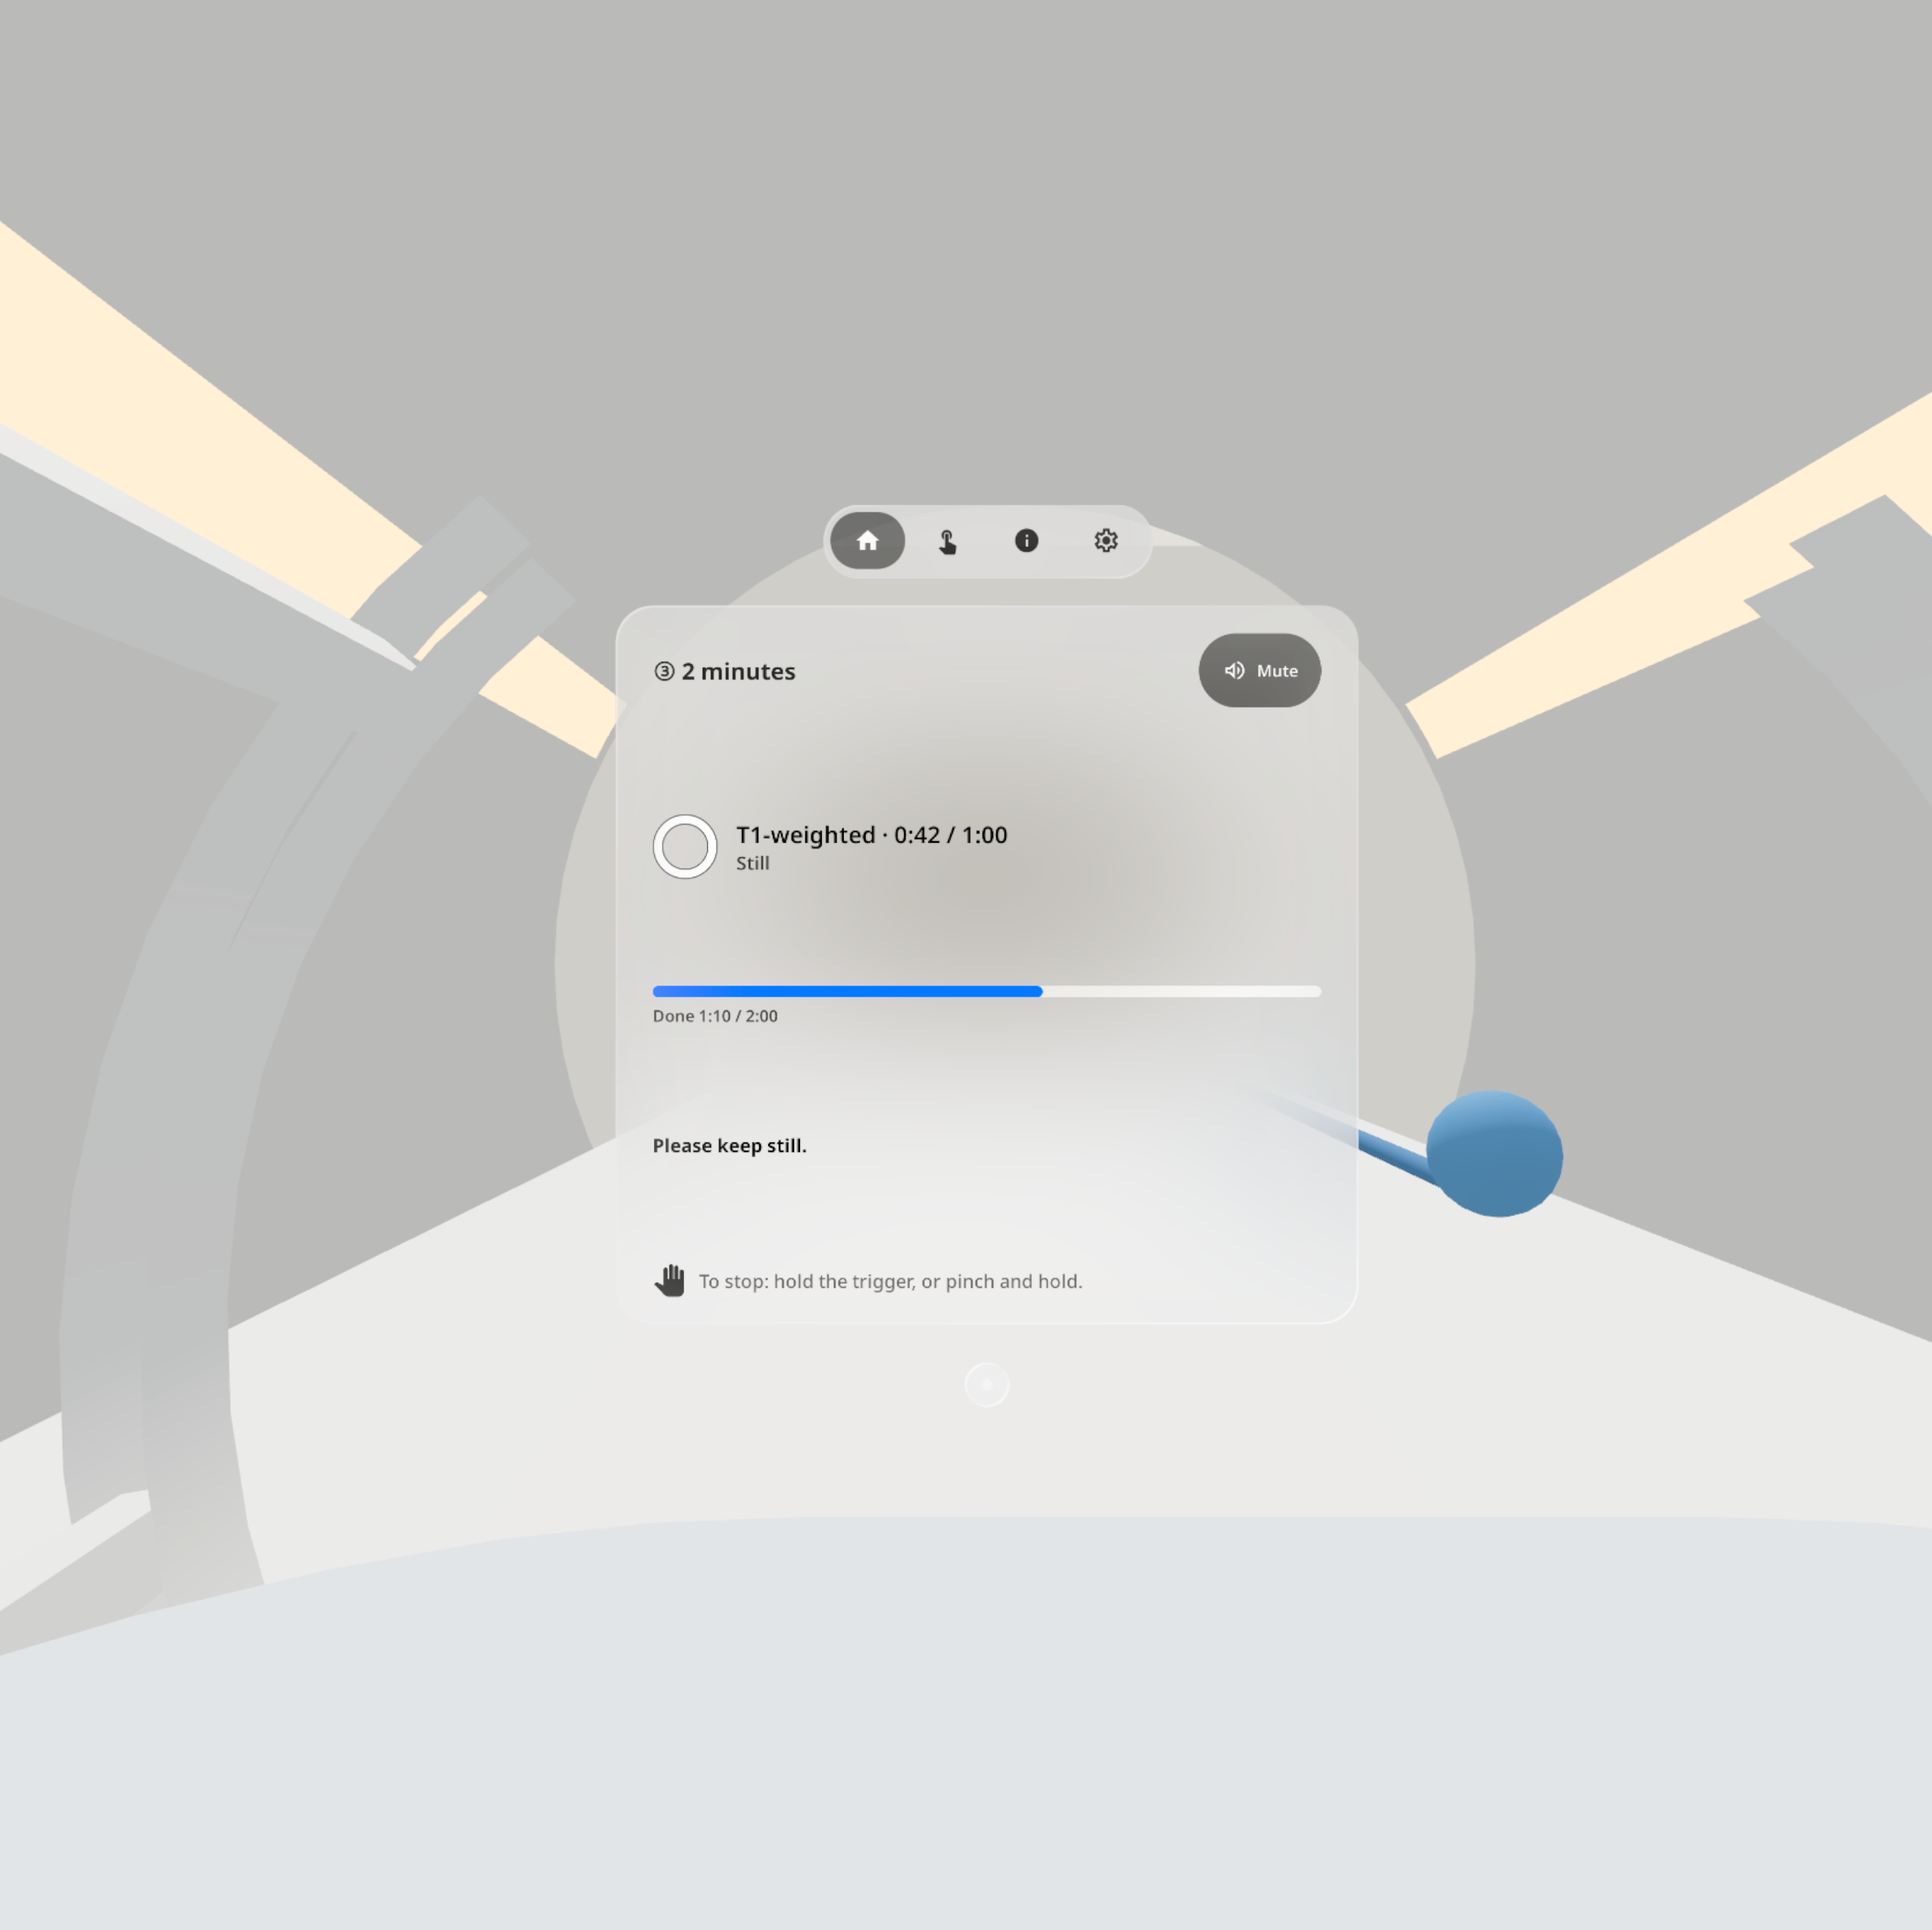 ③ 2 minutes
Mute
T1-weighted · 0:42 / 1:00
Still
Done 1:10 / 2:00
Please keep still.
To stop: hold the trigger, or pinch and hold.